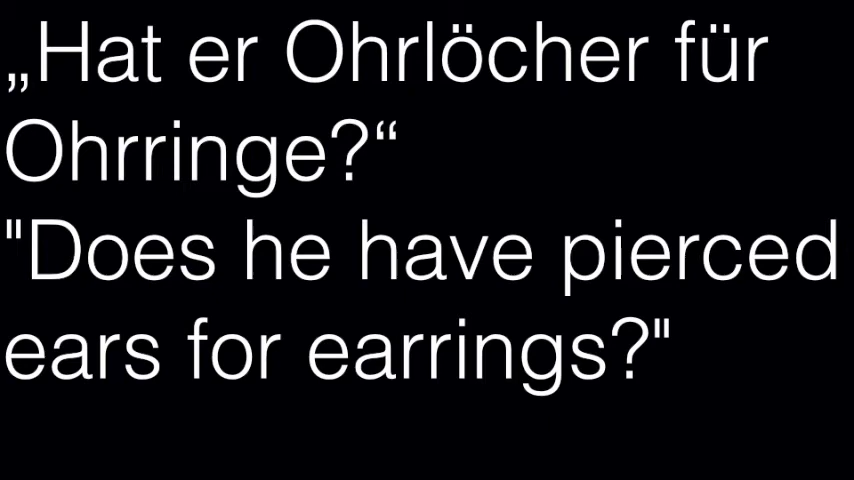 „Hat er Ohrlöcher für
Ohrringe?“
"Does he have pierced
ears for earrings?"